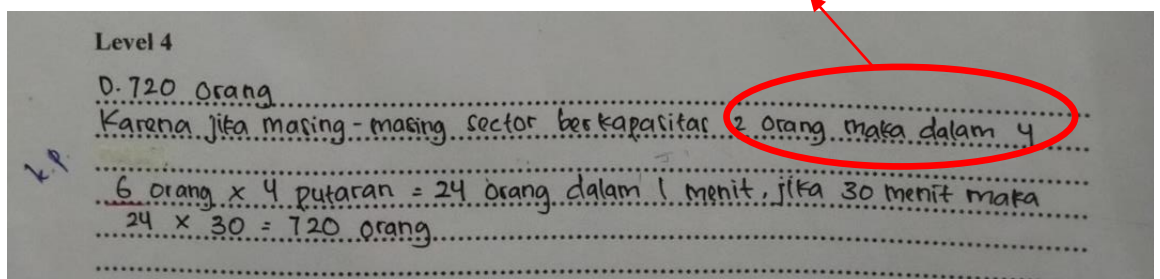 Level 4
D. 720 orang
Karena jika masing-masing sector berkapasitas 2 orang maka dalam 4
k.p.
6 orang x 4 putaran = 24 orang dalam 1 menit, jika 30 menit maka
24 x 30 = 720 orang